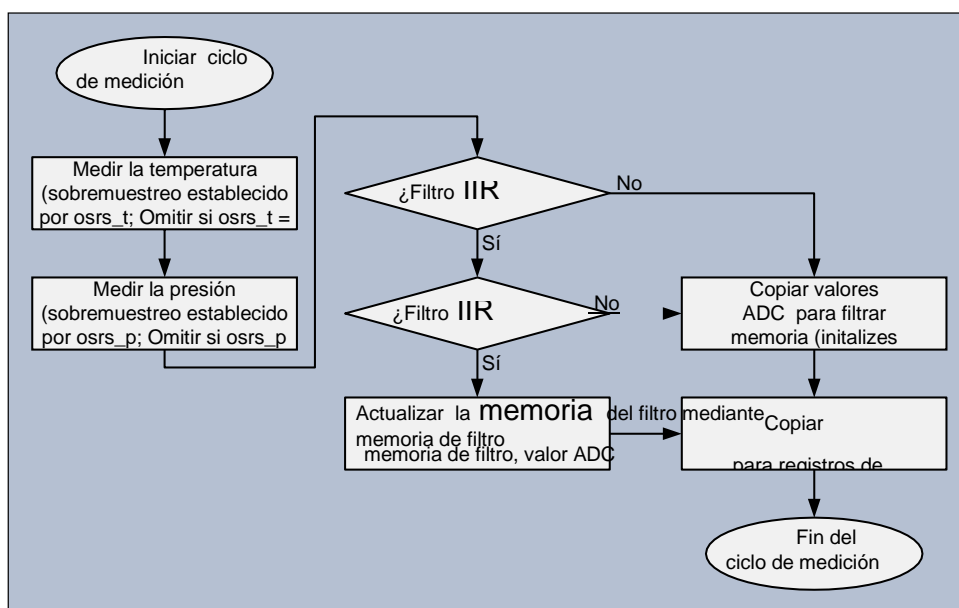 Iniciar ciclo
de medición
Medir la temperatura
(sobremuestreo establecido
por osrs_t; Omitir si osrs_t =
Medir la presión
(sobremuestreo establecido
por osrs_p; Omitir si osrs_p
¿Filtro IIR
No
Sí
¿Filtro IIR
No
Sí
Copiar valores
ADC para filtrar
memoria (initalizes
Actualizar la memoria del filtro mediante
memoria de filtro
memoria de filtro, valor ADC
Copiar
para registros de
Fin del
ciclo de medición